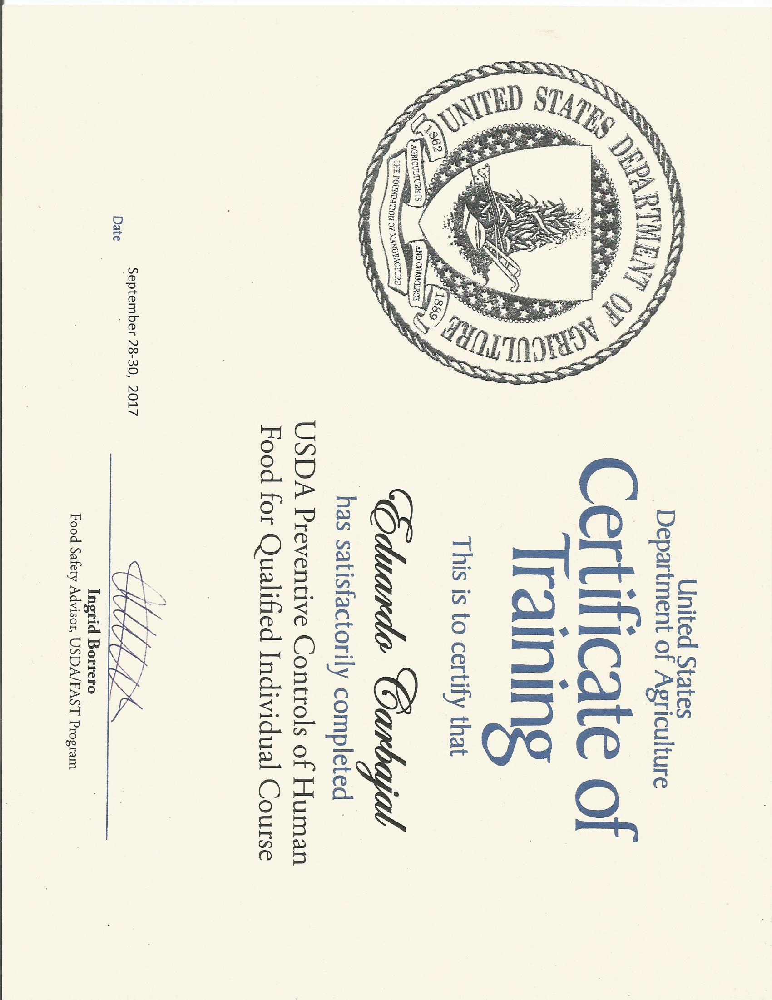 UNITED STATES DEPARTMENT OF AGRICULTURE
1862
AGRICULTURE IS
THE FOUNDATION OF MANUFACTURE
AND COMMERCE
1889
United States
Department of Agriculture
Certificate of
Training
This is to certify that
Eduardo Carbajal
has satisfactorily completed
USDA Preventive Controls of Human
Food for Qualified Individual Course
September 28-30, 2017
Date
Ingrid Borrero
Food Safety Advisor, USDA/FAST Program